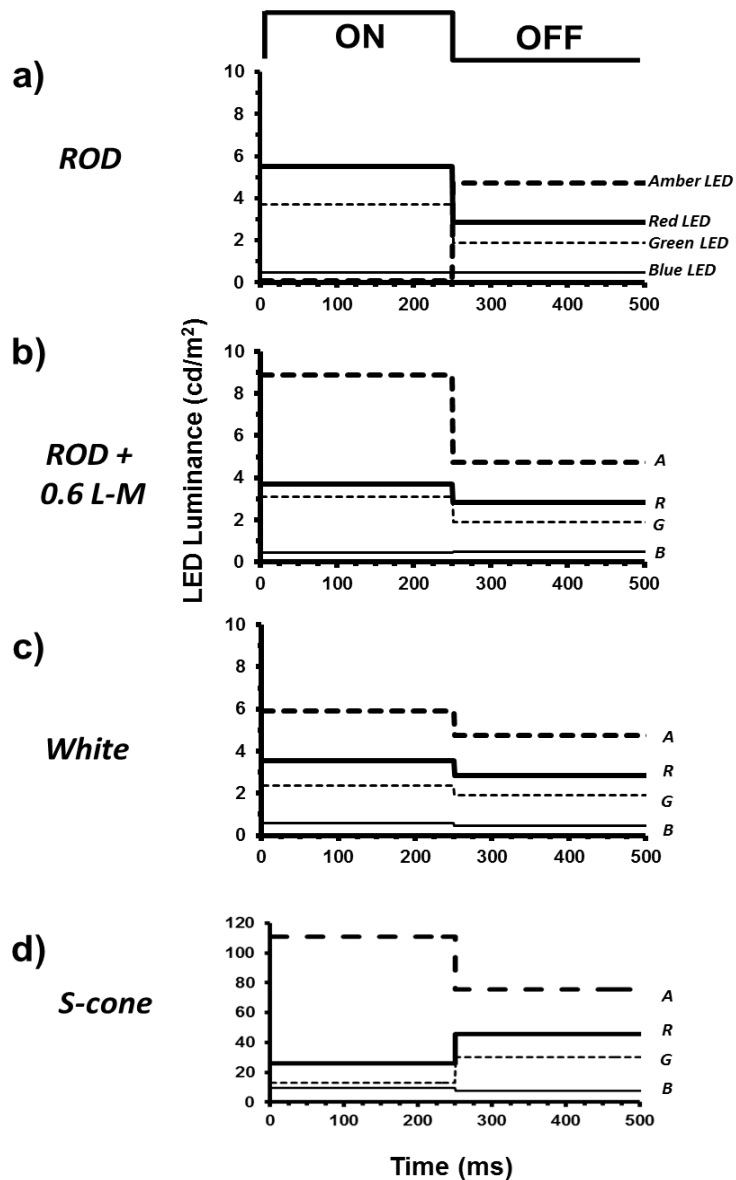 ON OFF
a)
ROD
10
8
6
4
2
0
0 100 200 300 400 500
Amber LED
Red LED
Green LED
Blue LED
LED Luminance (cd/m²)
b)
ROD +
0.6 L-M
10
8
6
4
2
0
0 100 200 300 400 500
A
R
G
B
c)
White
10
8
6
4
2
0
0 100 200 300 400 500
A
R
G
B
d)
S-cone
120
100
80
60
40
20
0
0 100 200 300 400 500
A
R
G
B
Time (ms)